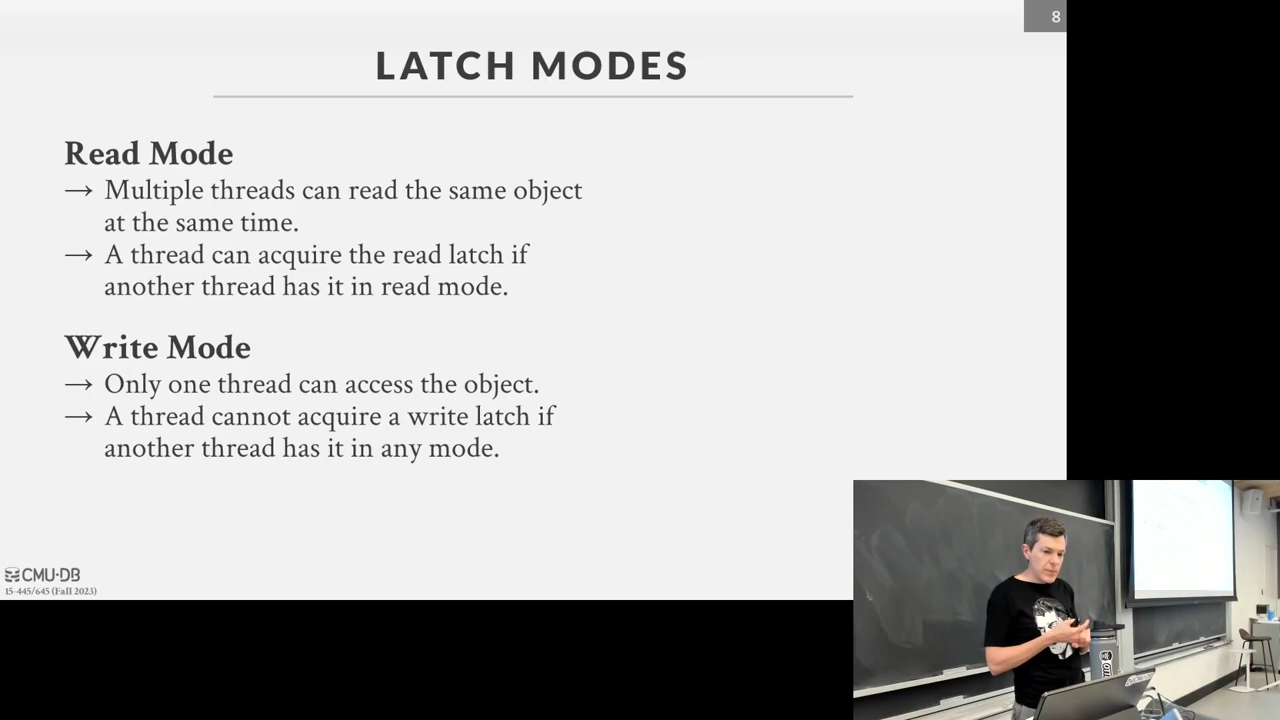 8
LATCH MODES
Read Mode
→ Multiple threads can read the same object
at the same time.
→ A thread can acquire the read latch if
another thread has it in read mode.
Write Mode
→ Only one thread can access the object.
→ A thread cannot acquire a write latch if
another thread has it in any mode.
CMU·DB
15-445/645 (Fall 2023)